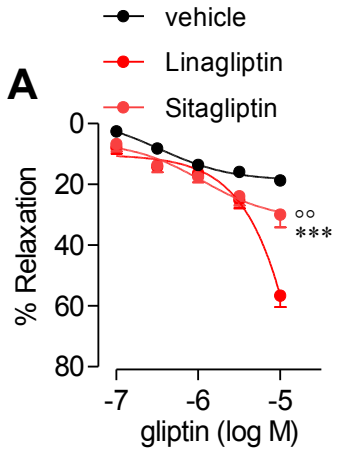 vehicle
Linagliptin
Sitagliptin
A
% Relaxation
0
20
40
60
80
°°
***
-7
-6
-5
gliptin (log M)